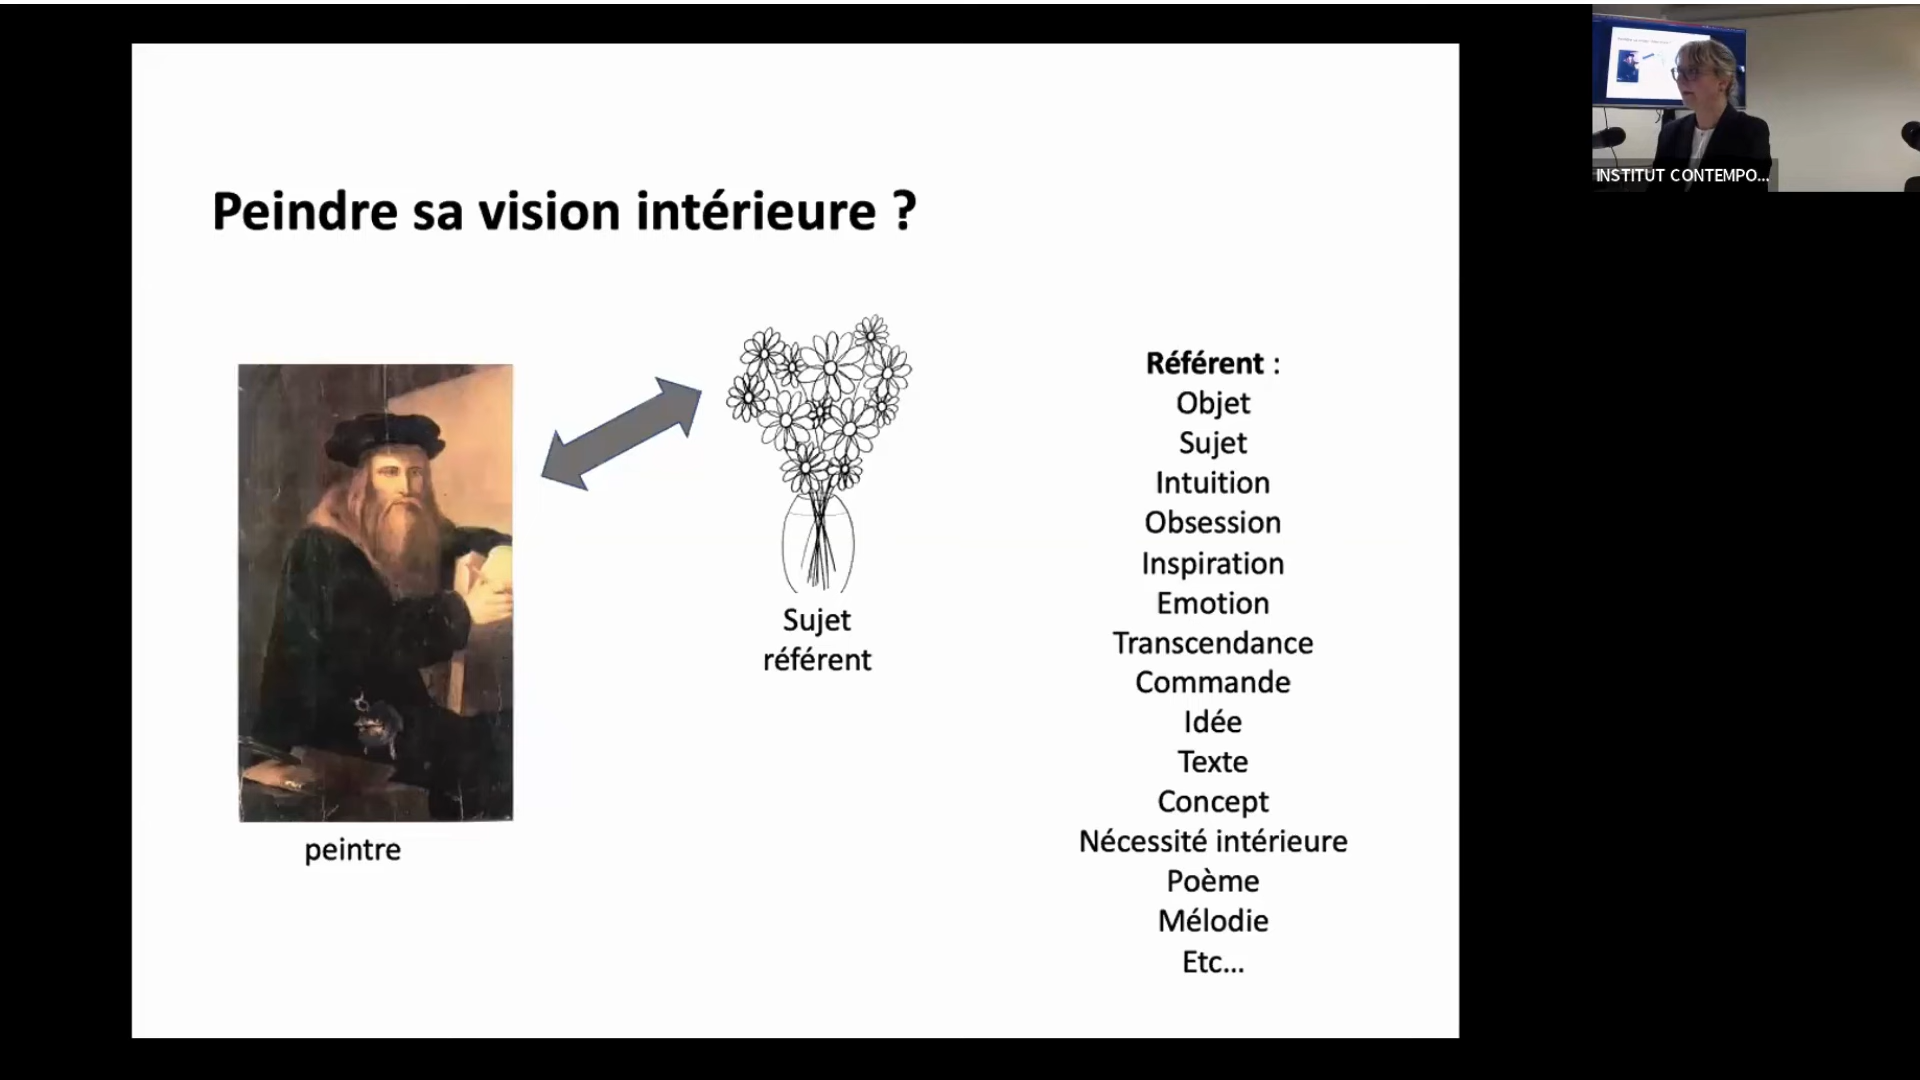 INSTITUT CONTEMPO...
Peindre sa vision intérieure ?
peintre
Sujet
référent
Référent :
Objet
Sujet
Intuition
Obsession
Inspiration
Emotion
Transcendance
Commande
Idée
Texte
Concept
Nécessité intérieure
Poème
Mélodie
Etc...